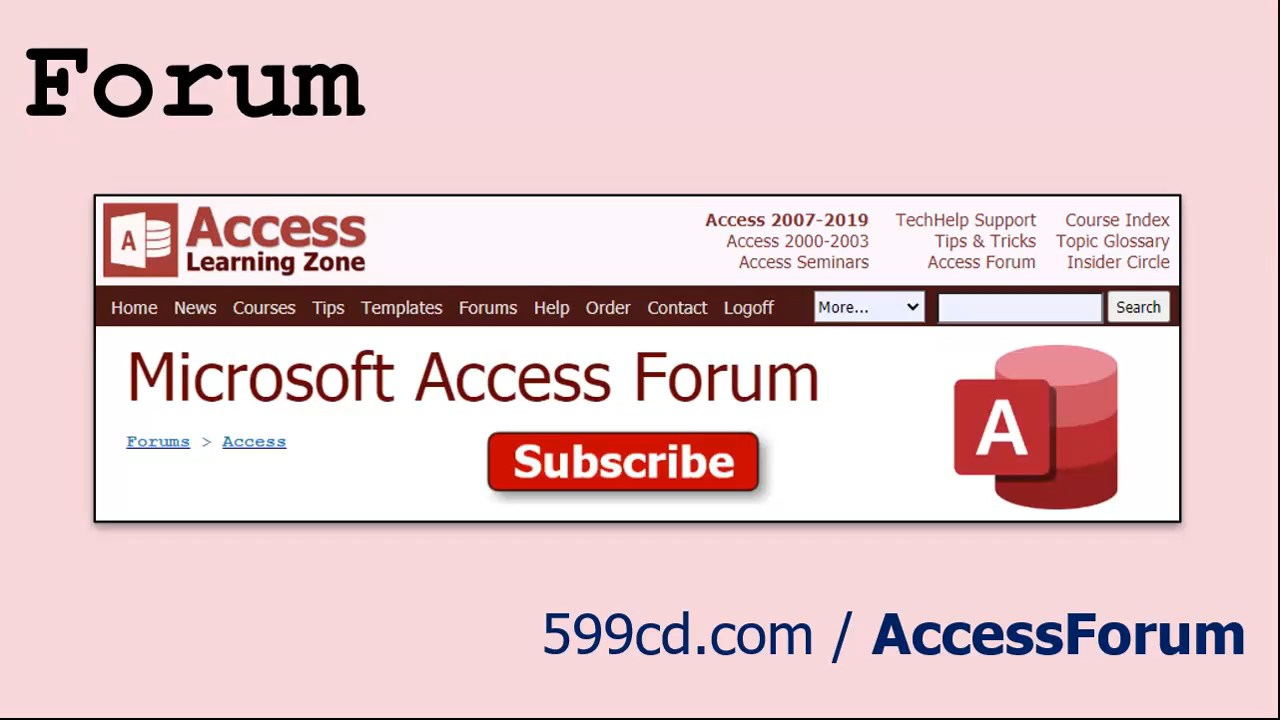 Forum
A Access
Learning Zone
Access 2007-2019 TechHelp Support Course Index
Access 2000-2003 Tips & Tricks Topic Glossary
Access Seminars Access Forum Insider Circle
Home News Courses Tips Templates Forums Help Order Contact Logoff More... Search
Microsoft Access Forum
Forums > Access
Subscribe
A
599cd.com / AccessForum